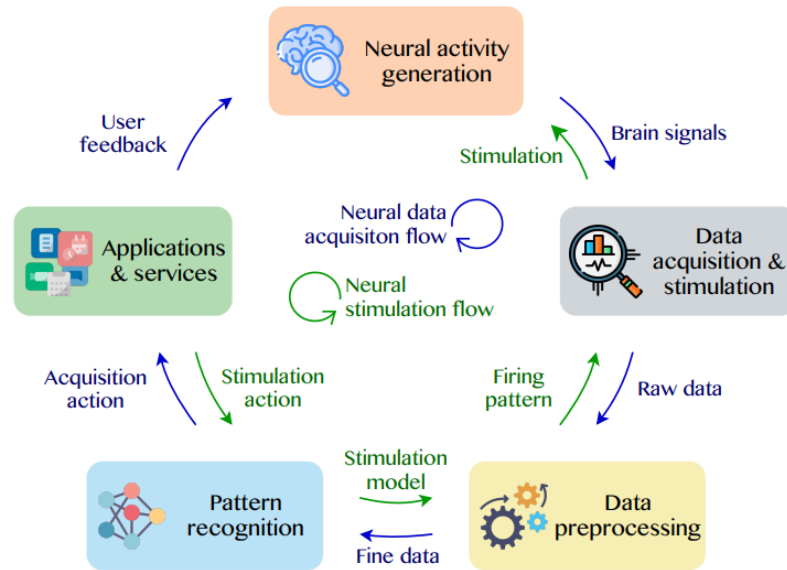 Neural activity
generation
User
feedback
Brain signals
Stimulation
Neural data
acquisiton flow
Applications
& services
Data
acquisition &
stimulation
Neural
stimulation flow
Acquisition
action
Stimulation
action
Firing
pattern
Raw data
Stimulation
model
Pattern
recognition
Data
preprocessing
Fine data